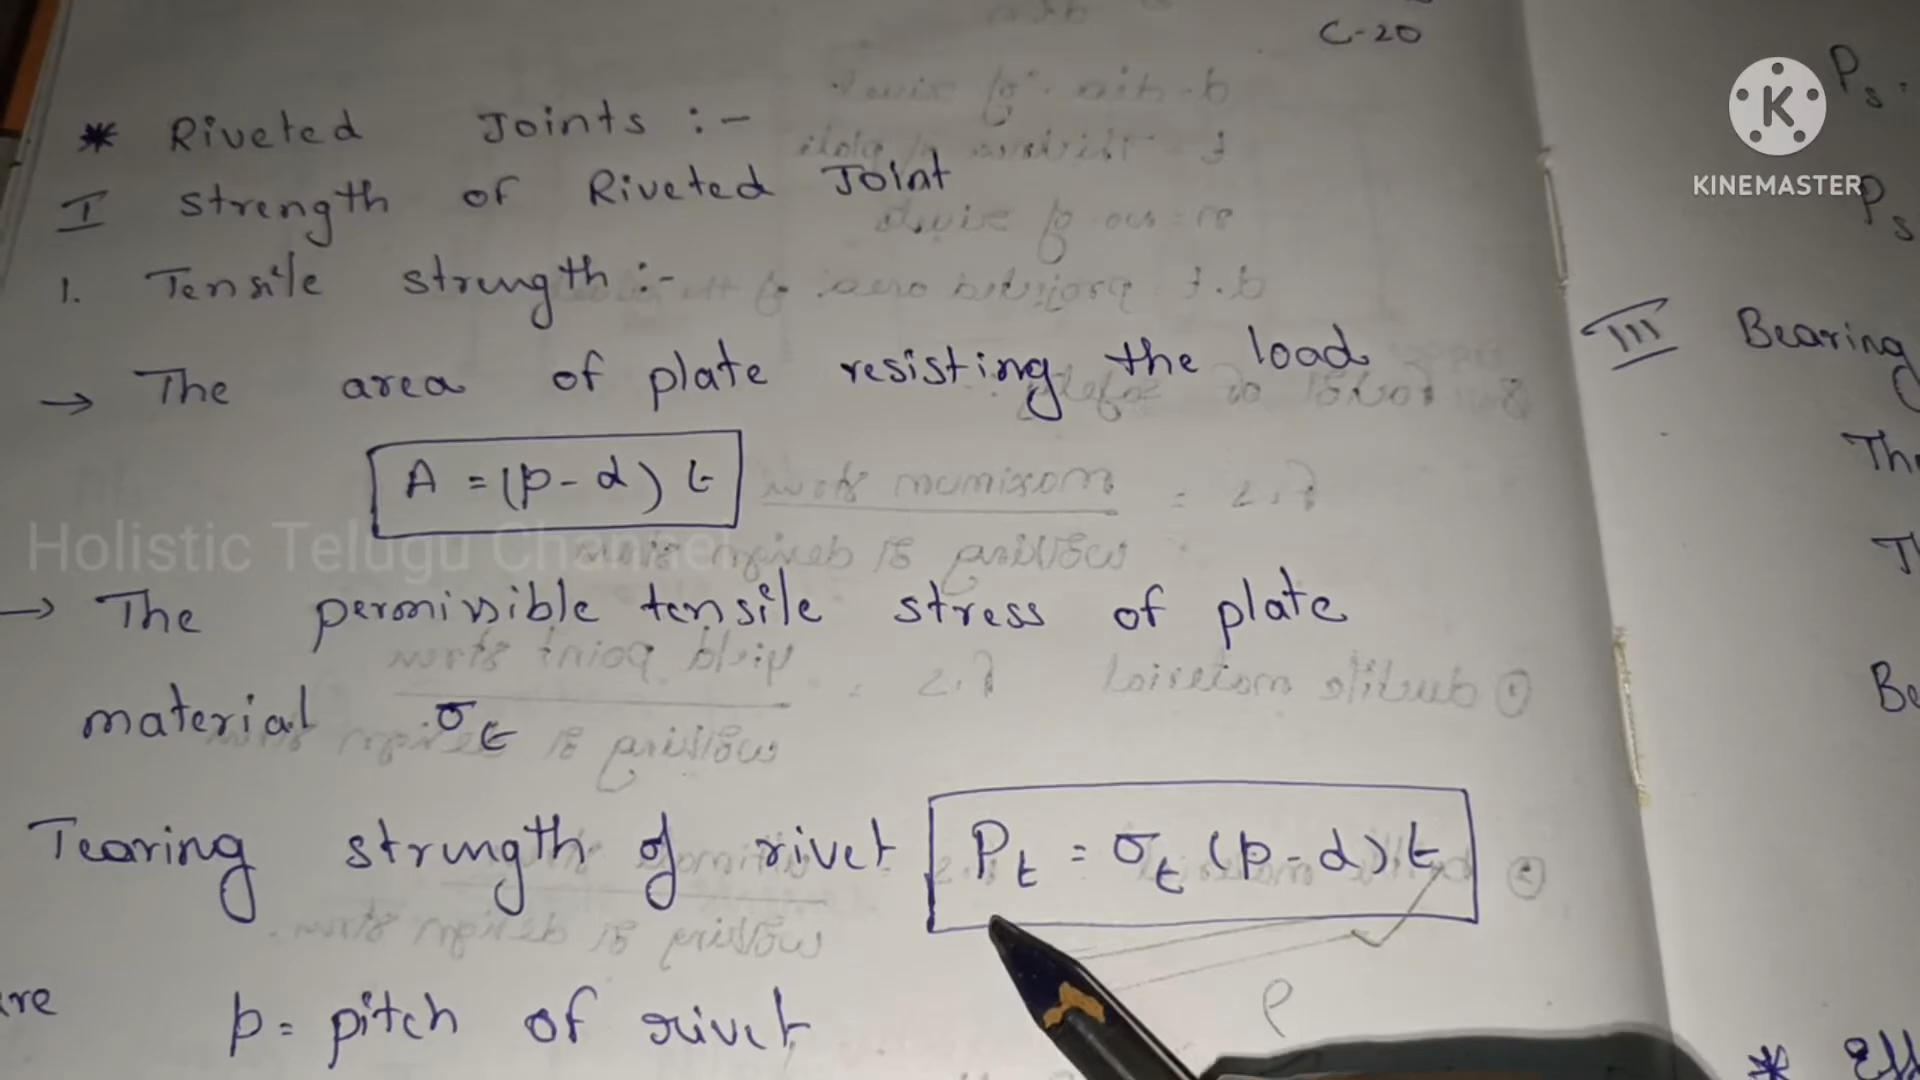 C-20
* Riveted Joints :-
I Strength of Riveted Joint
1. Tensile strength :-
→ The area of plate resisting the load
A = (p-d) t
→ The permissible tensile stress of plate
material σt
Tearing strength of rivet Pt = σt (p-d) t
p = pitch of rivet
Ps
Ps
III Bearing
KINEMASTER
Holistic Telugu Channel